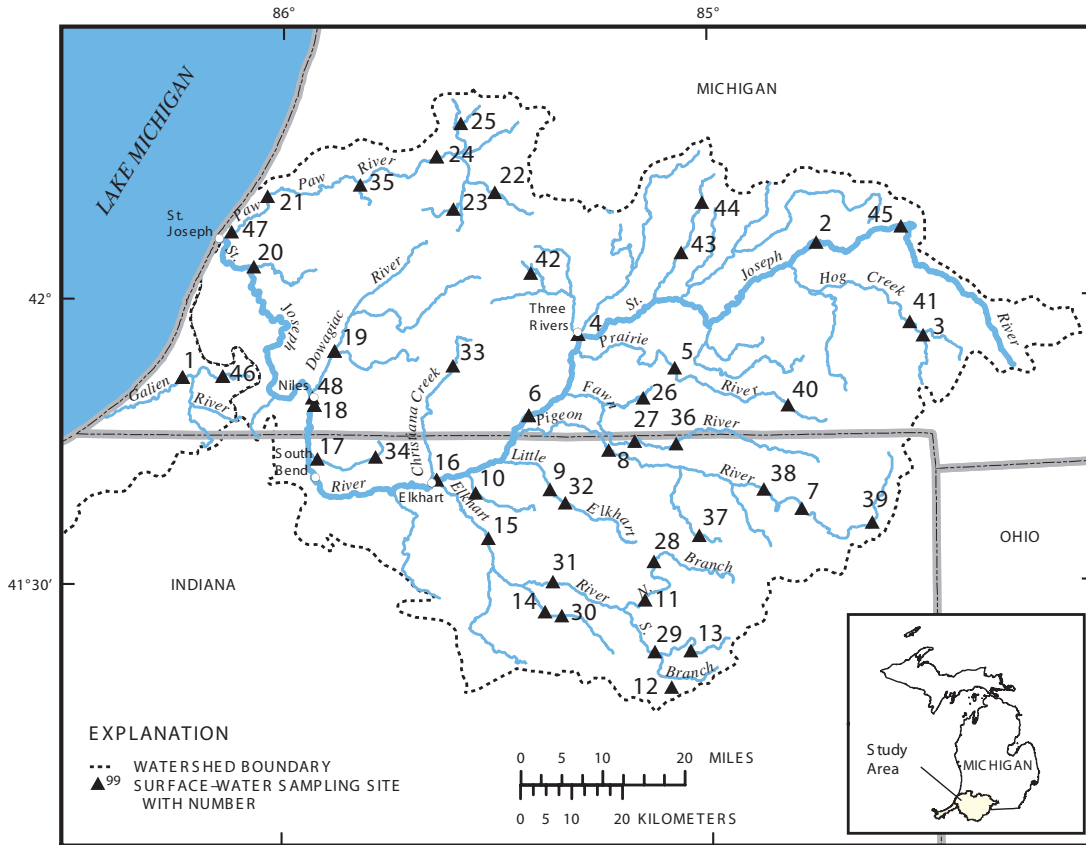 86°
85°
MICHIGAN
LAKE MICHIGAN
25
24
Paw
River
35
22
23
21
Paw
St.
Joseph
47
St.
20
Joseph
44
43
2
45
Joseph
Hog
Creek
River
42°
42
Three
Rivers
4
St.
41
3
River
Dowagiac
19
33
Prairie
5
River
40
1
46
Galien
River
Niles
48
18
Christiana Creek
6
Fawn
26
Pigeon
27
36
River
8
17
South
Bend
34
River
16
Elkhart
Little
10
9
32
Elkhart
Elkhart
15
River
38
7
39
37
28
Branch
OHIO
41°30'
INDIANA
31
River
14
30
N.
11
S.
29
13
Branch
12
EXPLANATION
WATERSHED BOUNDARY
99 SURFACE-WATER SAMPLING SITE
WITH NUMBER
0 5 10 20 MILES
0 5 10 20 KILOMETERS
Study
Area
MICHIGAN